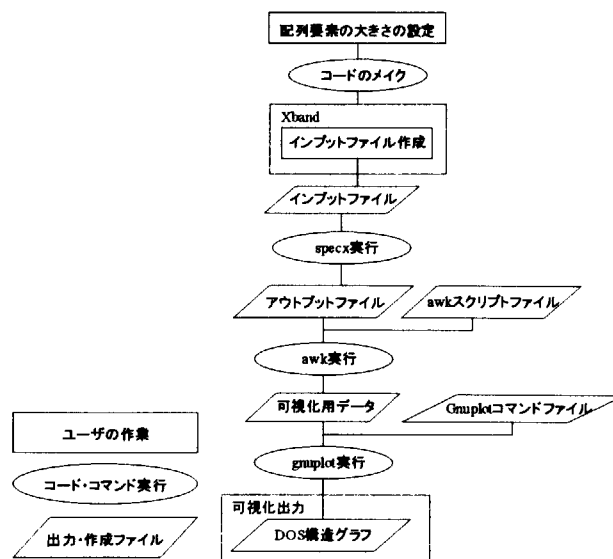 配列要素の大きさの設定
コードのメイク
Xband
インプットファイル作成
インプットファイル
specx実行
アウトプットファイル
awkスクリプトファイル
awk実行
可視化用データ
Gnuplotコマンドファイル
gnuplot実行
可視化出力
DOS構造グラフ
ユーザの作業
コード・コマンド実行
出力・作成ファイル